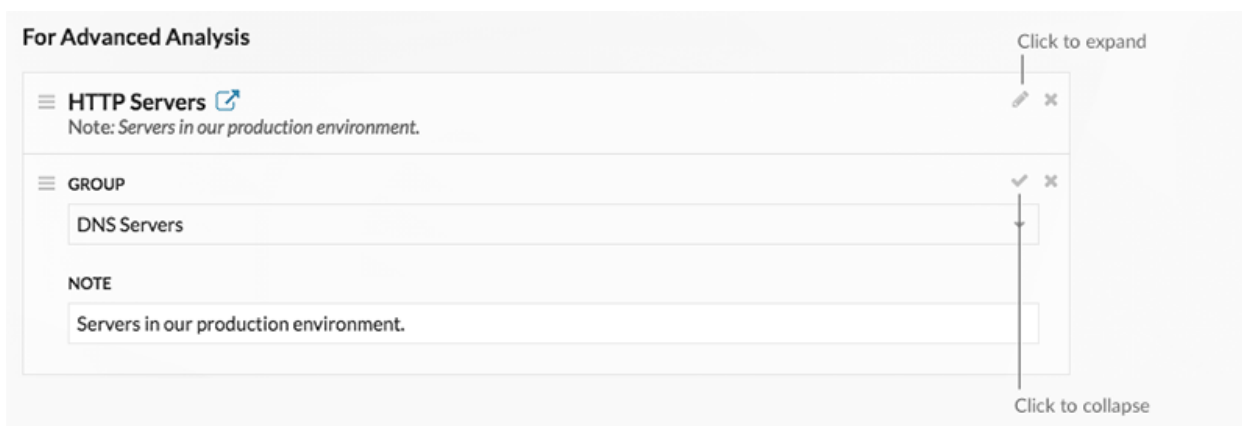 For Advanced Analysis
Click to expand
HTTP Servers
Note: Servers in our production environment.
GROUP
DNS Servers
NOTE
Servers in our production environment.
Click to collapse